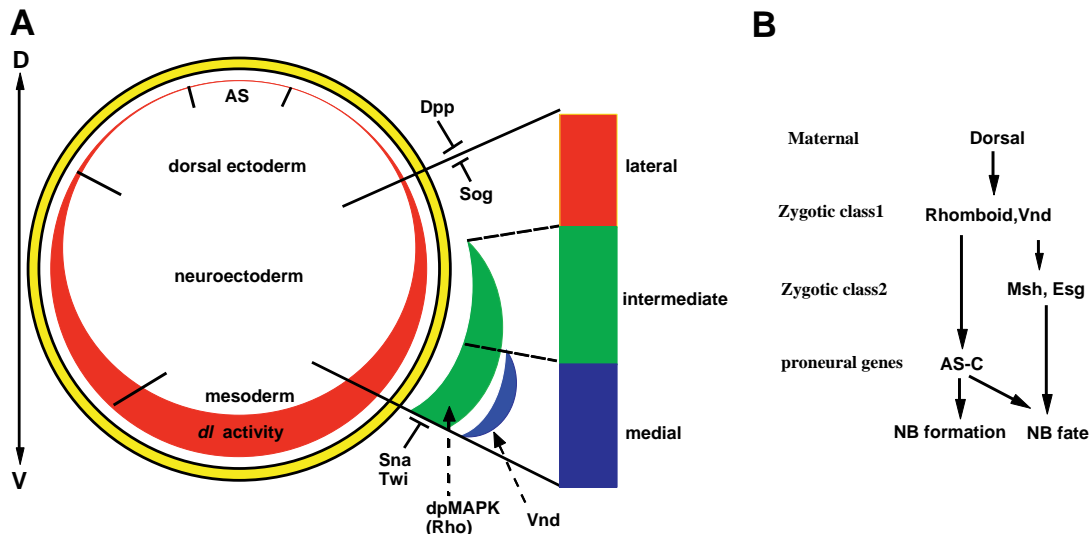 A
D
AS
dorsal ectoderm
neuroectoderm
mesoderm
dl activity
V
Dpp
Sog
Sna
Twi
dpMAPK
(Rho)
Vnd
lateral
intermediate
medial
B
Maternal
Dorsal
Zygotic class1
Rhomboid,Vnd
Zygotic class2
Msh, Esg
proneural genes
AS-C
NB formation
NB fate